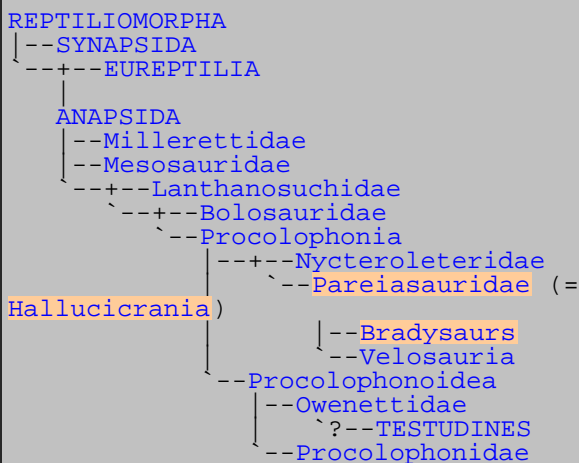 REPTILIOMORPHA
|--SYNAPSIDA
`--+--EUREPTILIA
|
ANAPSIDA
|--Millerettidae
|--Mesosauridae
`--+--Lanthanosuchidae
`--+--Bolosauridae
`--Procolophonia
|--+--Nycteroleteridae
| `--Pareiasauridae (=
Hallucicrania)
| |--Bradysaurs
| `--Velosauria
`--Procolophonoidea
|--Owenettidae
| `?--TESTUDINES
`--Procolophonidae